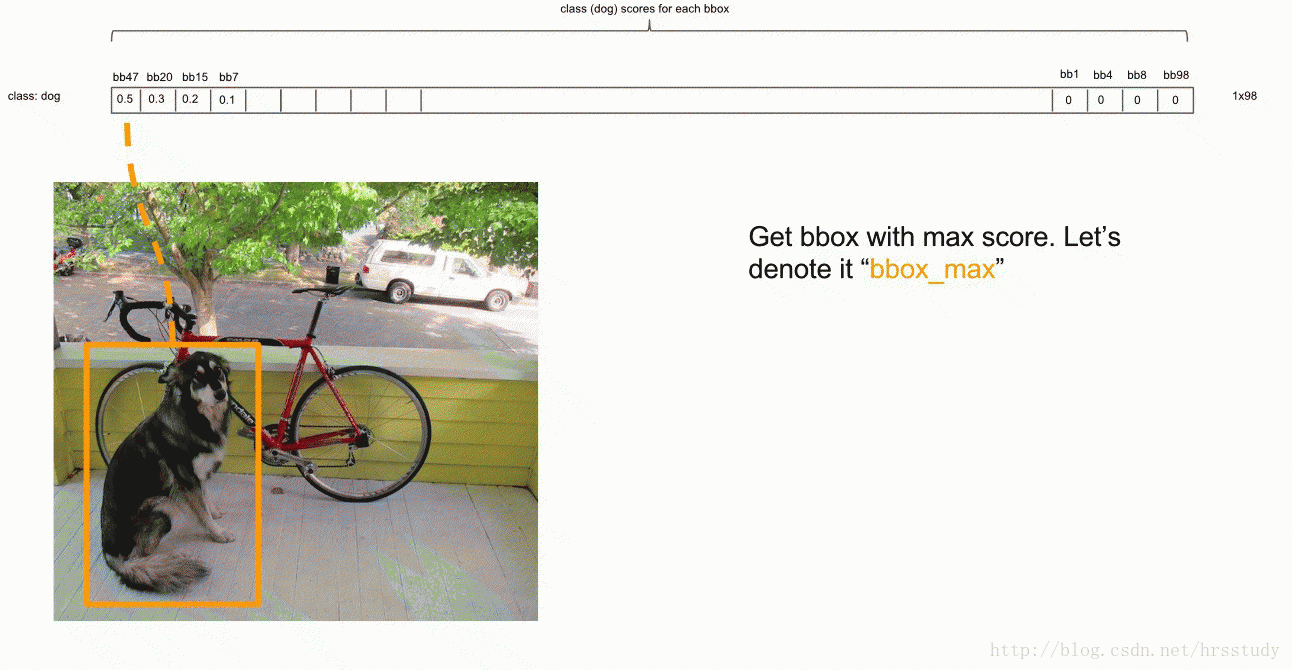 class (dog) scores for each bbox
bb47 bb20 bb15 bb7 bb1 bb4 bb8 bb98
class: dog 0.5 0.3 0.2 0.1 0 0 0 0 1x98
Get bbox with max score. Let’s
denote it “bbox_max”
http://blog.csdn.net/hrsstudy